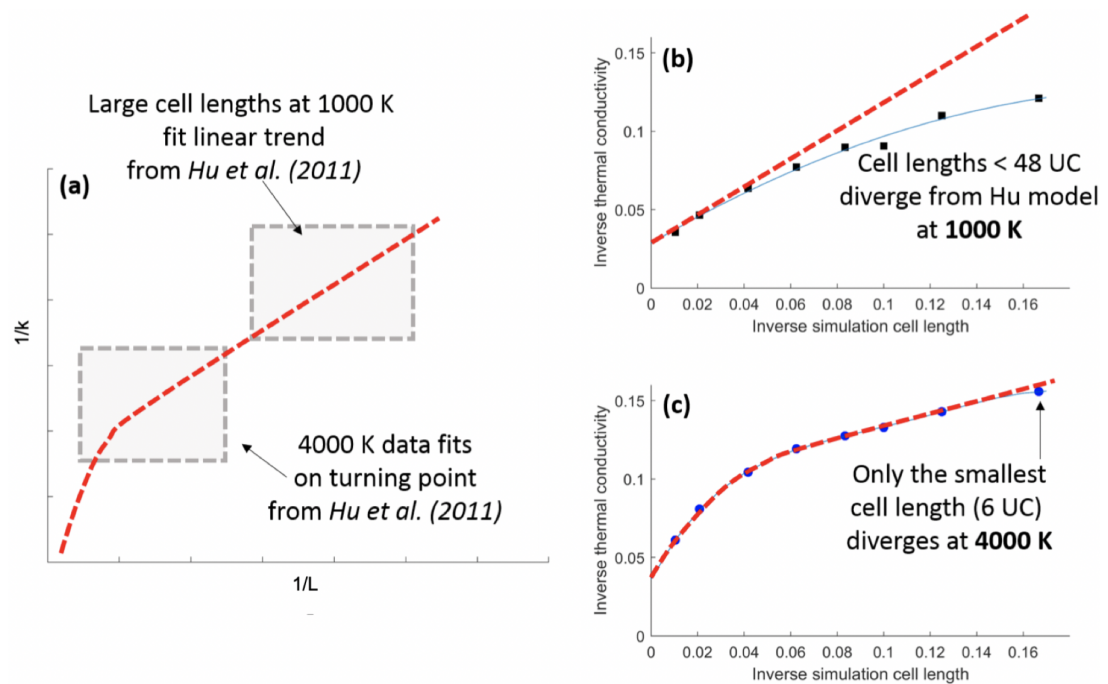 (a)
Large cell lengths at 1000 K
fit linear trend
from Hu et al. (2011)
4000 K data fits
on turning point
from Hu et al. (2011)
1/k
1/L
(b)
Inverse thermal conductivity
0.15
0.1
0.05
0
Cell lengths < 48 UC
diverge from Hu model
at 1000 K
0 0.02 0.04 0.06 0.08 0.1 0.12 0.14 0.16
Inverse simulation cell length
(c)
Inverse thermal conductivity
0.15
0.1
0.05
0
Only the smallest
cell length (6 UC)
diverges at 4000 K
0 0.02 0.04 0.06 0.08 0.1 0.12 0.14 0.16
Inverse simulation cell length